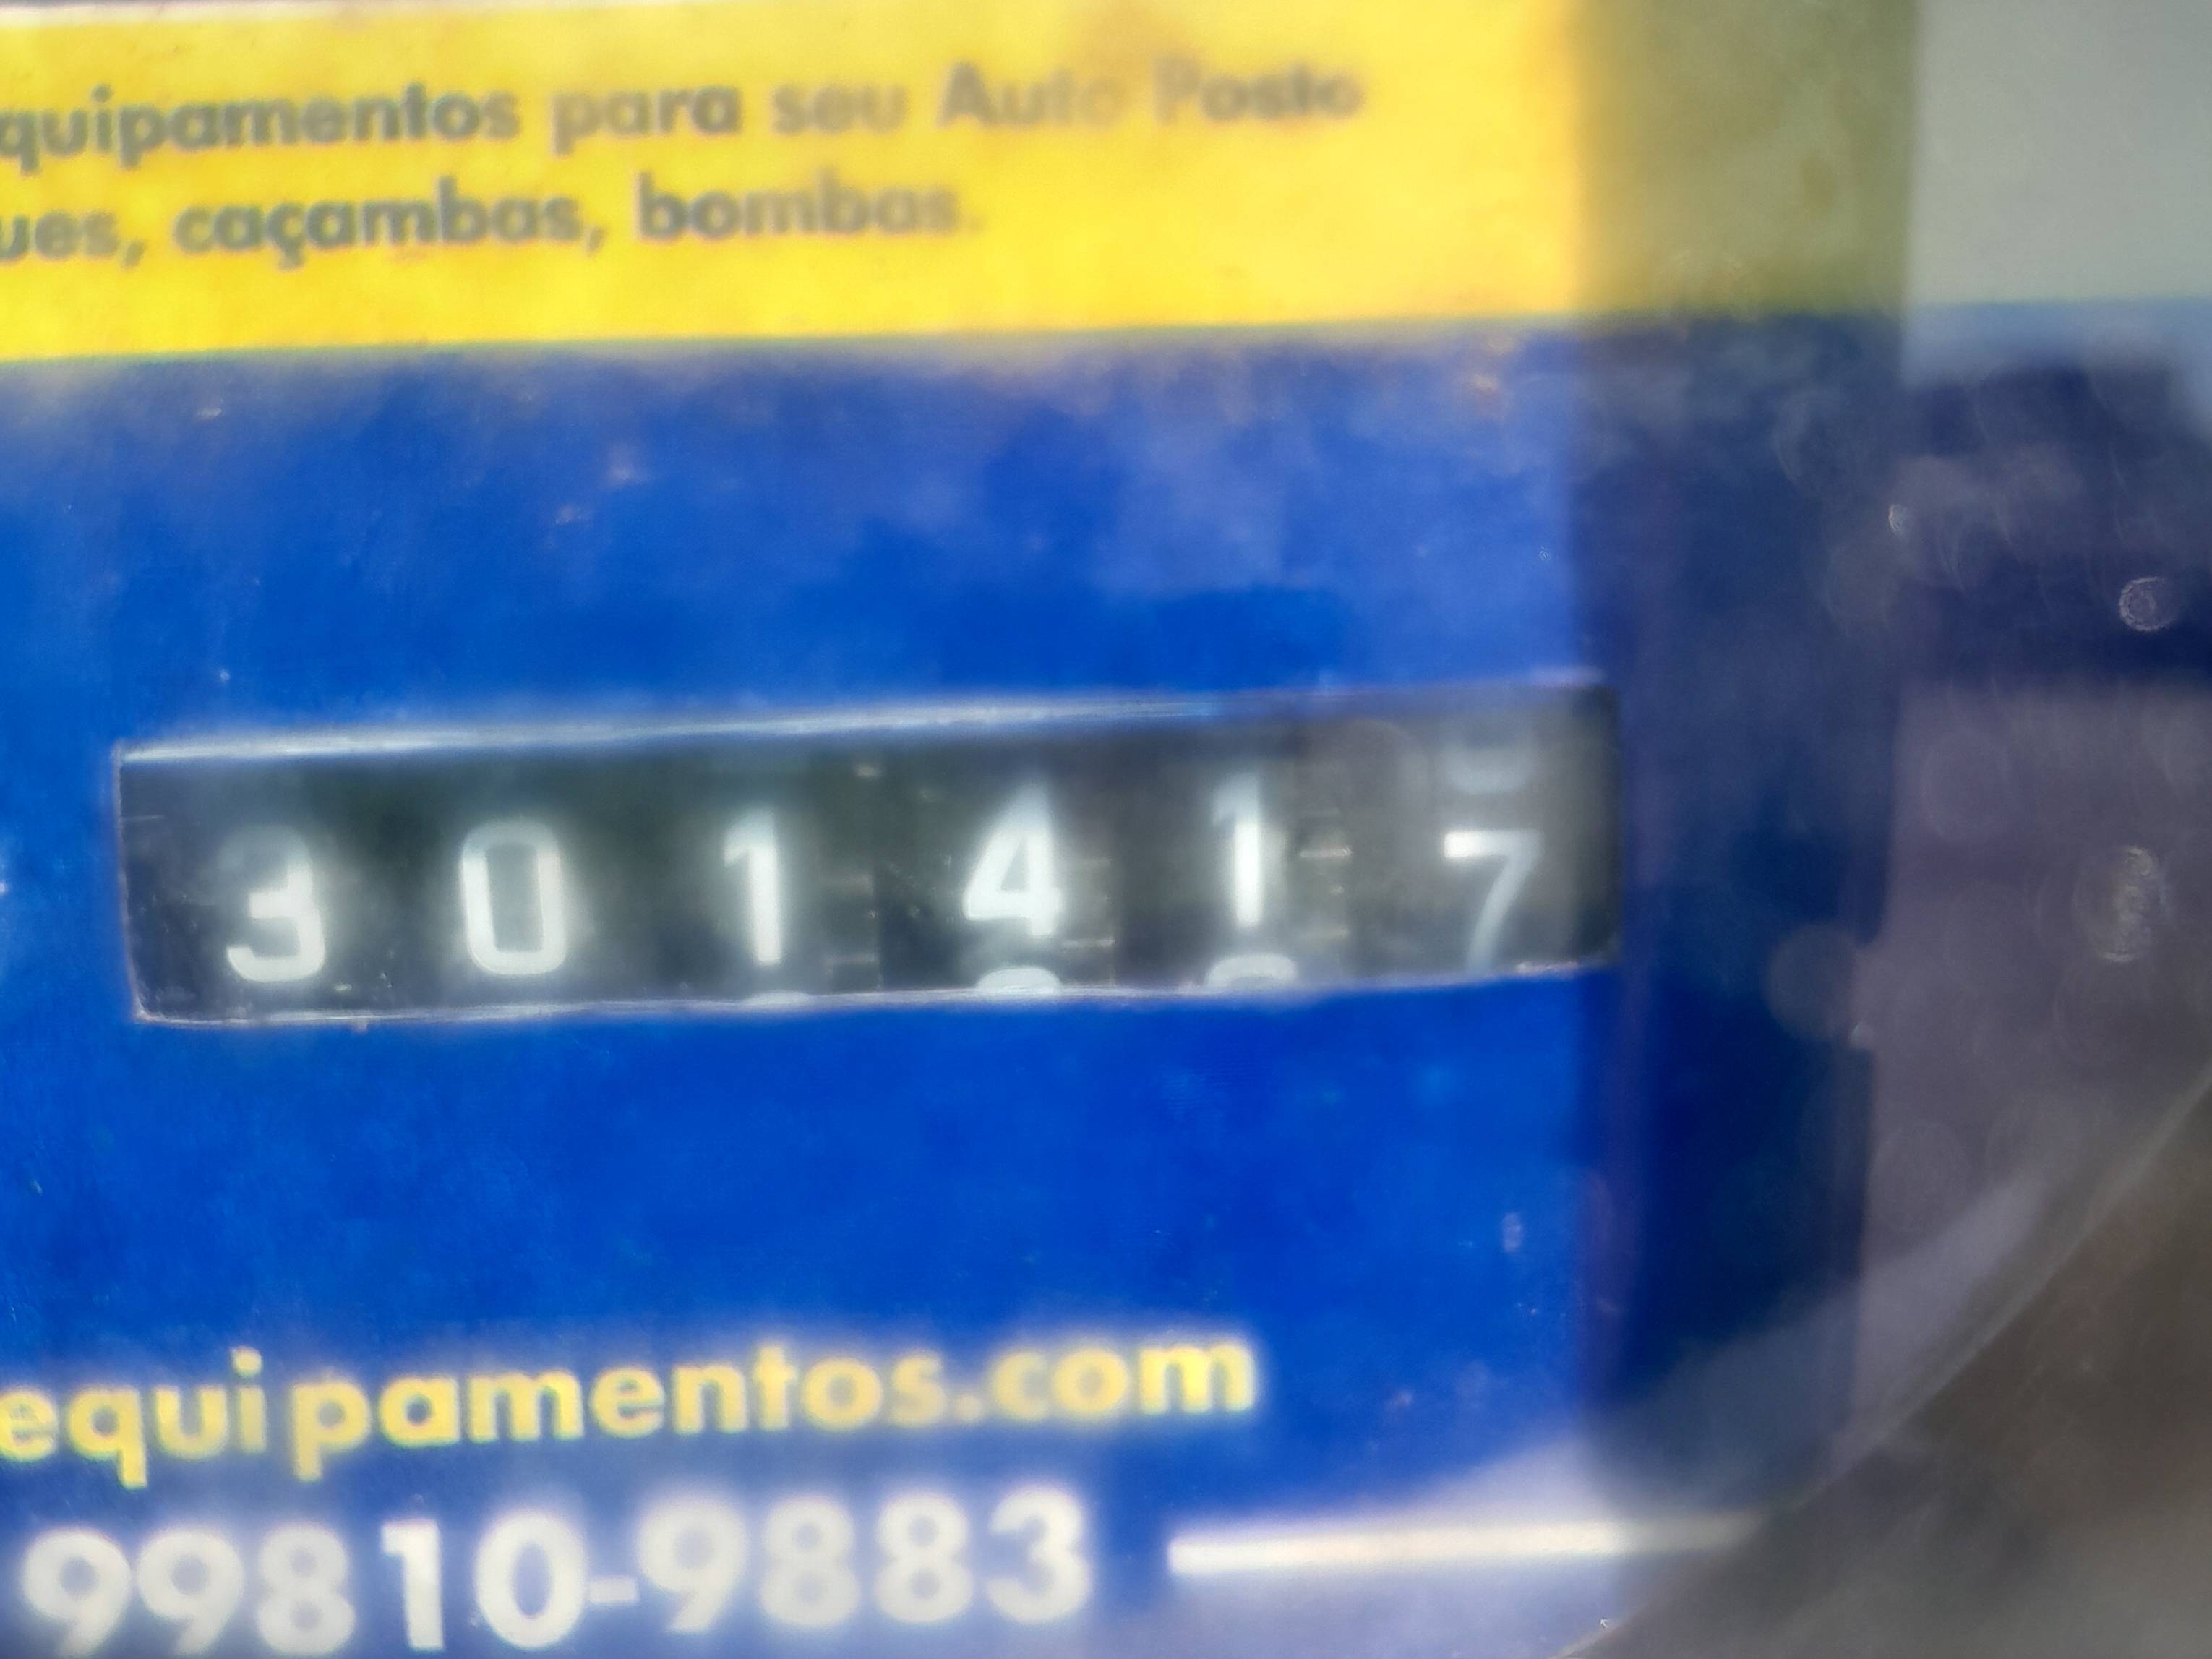 quipamentos para seu Auto Posto
ues, caçambas, bombas.
301417
equipamentos.com
99810-9883